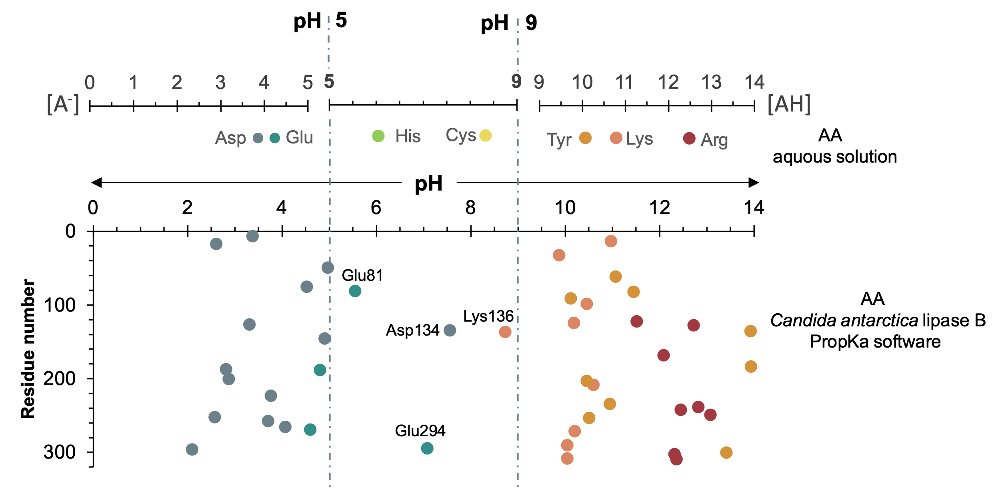 pH 5
pH 9
0 1 2 3 4 5 5 9 9 10 11 12 13 14
[A-] [AH]
Asp Glu His Cys Tyr Lys Arg
AA
aquous solution
pH
0 2 4 6 8 10 12 14
0
Glu81
100
Lys136
Asp134
AA
Candida antarctica lipase B
PropKa software
Residue number
200
Glu294
300